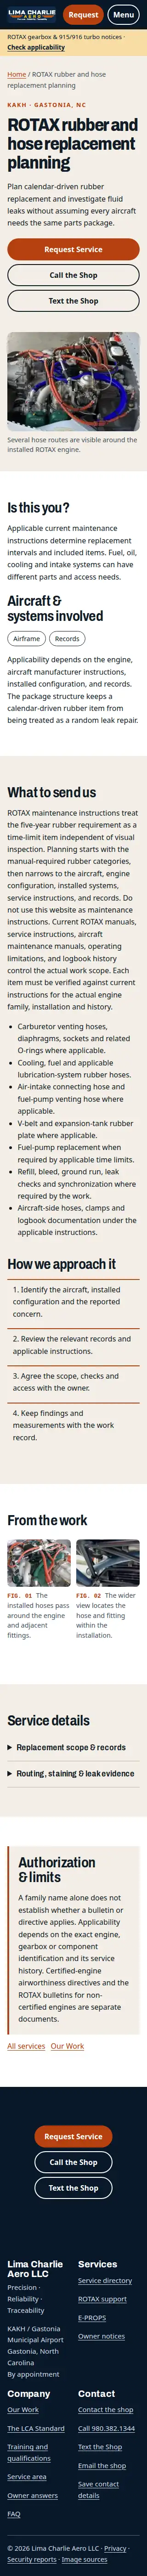 LIMA CHARLIE
AERO
Request
Menu
ROTAX gearbox & 915/916 turbo notices ·
Check applicability
Home / ROTAX rubber and hose
replacement planning
KAKH · GASTONIA, NC
ROTAX rubber and
hose replacement
planning
Plan calendar-driven rubber
replacement and investigate fluid
leaks without assuming every aircraft
needs the same parts package.
Request Service
Call the Shop
Text the Shop
Several hose routes are visible around the
installed ROTAX engine.
Is this you?
Applicable current maintenance
instructions determine replacement
intervals and included items. Fuel, oil,
cooling and intake systems can have
different parts and access needs.
Aircraft &
systems involved
Airframe
Records
Applicability depends on the engine,
aircraft manufacturer instructions,
installed configuration, and records.
The package structure keeps a
calendar-driven rubber item from
being treated as a random leak repair.
What to send us
ROTAX maintenance instructions treat
the five-year rubber requirement as a
time-limit item independent of visual
inspection. Planning starts with the
manual-required rubber categories,
then narrows to the aircraft, engine
configuration, installed systems,
service instructions, and records. Do
not use this website as maintenance
instructions. Current ROTAX manuals,
service instructions, aircraft
maintenance manuals, operating
limitations, and logbook history
control the actual work scope. Each
item must be verified against current
instructions for the actual engine
family, installation and history.
• Carburetor venting hoses,
diaphragms, sockets and related
O-rings where applicable.
• Cooling, fuel and applicable
lubrication-system rubber hoses.
• Air-intake connecting hose and
fuel-pump venting hose where
applicable.
• V-belt and expansion-tank rubber
plate where applicable.
• Fuel-pump replacement when
required by applicable time limits.
• Refill, bleed, ground run, leak
checks and synchronization where
required by the work.
• Aircraft-side hoses, clamps and
logbook documentation under the
applicable instructions.
How we approach it
1. Identify the aircraft, installed
configuration and the reported
concern.
2. Review the relevant records and
applicable instructions.
3. Agree the scope, checks and
access with the owner.
4. Keep findings and
measurements with the work
record.
From the work
FIG. 01 The
installed hoses pass
around the engine
and adjacent
fittings.
FIG. 02 The wider
view locates the
hose and fitting
within the
installation.
Service details
▶ Replacement scope & records
▶ Routing, staining & leak evidence
Authorization
& limits
A family name alone does not
establish whether a bulletin or
directive applies. Applicability
depends on the exact engine,
gearbox or component
identification and its service
history. Certified-engine
airworthiness directives and the
ROTAX bulletins for non-
certified engines are separate
documents.
All services Our Work
Request Service
Call the Shop
Text the Shop
Lima Charlie
Aero LLC
Precision ·
Reliability ·
Traceability
KAKH / Gastonia
Municipal Airport
Gastonia, North
Carolina
By appointment
Services
Service directory
ROTAX support
E-PROPS
Owner notices
Company
Our Work
The LCA Standard
Training and
qualifications
Service area
Owner answers
FAQ
Contact
Contact the shop
Call 980.382.1344
Text the Shop
Email the shop
Save contact
details
© 2026 Lima Charlie Aero LLC · Privacy ·
Security reports · Image sources